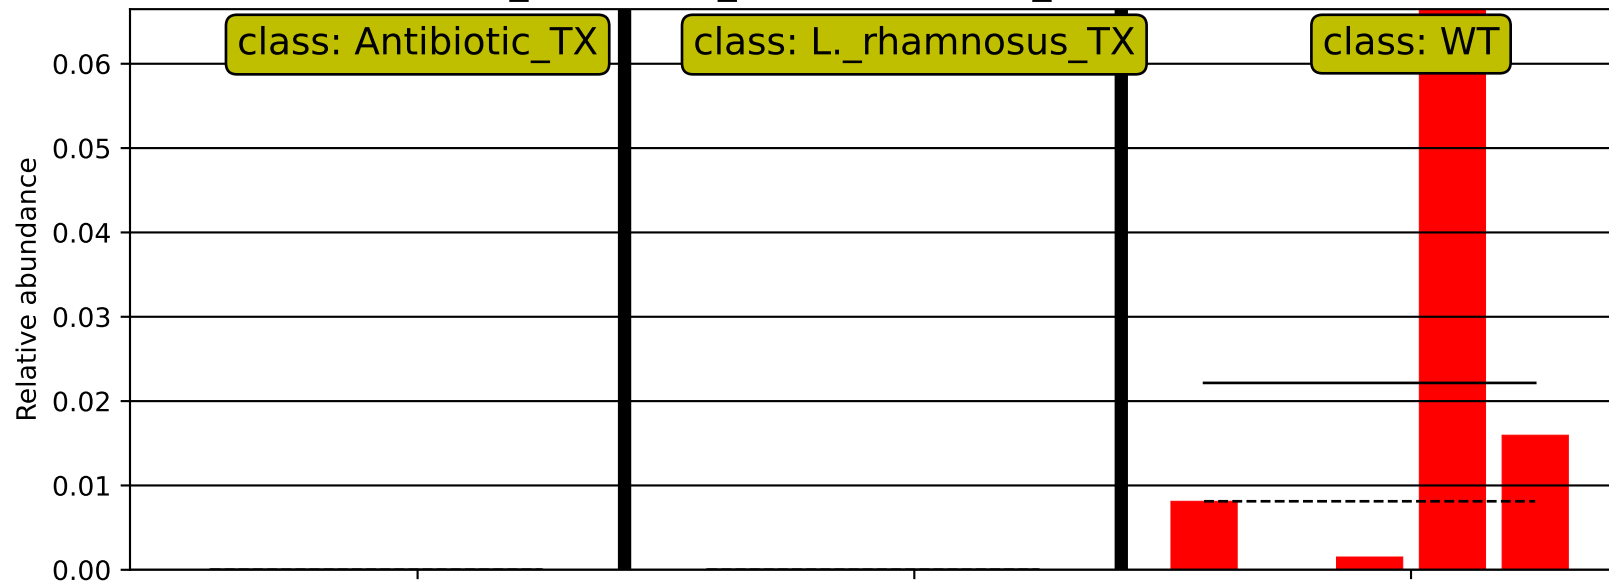 class: Antibiotic_TX
class: L._rhamnosus_TX
class: WT
Relative abundance
0.06
0.05
0.04
0.03
0.02
0.01
0.00